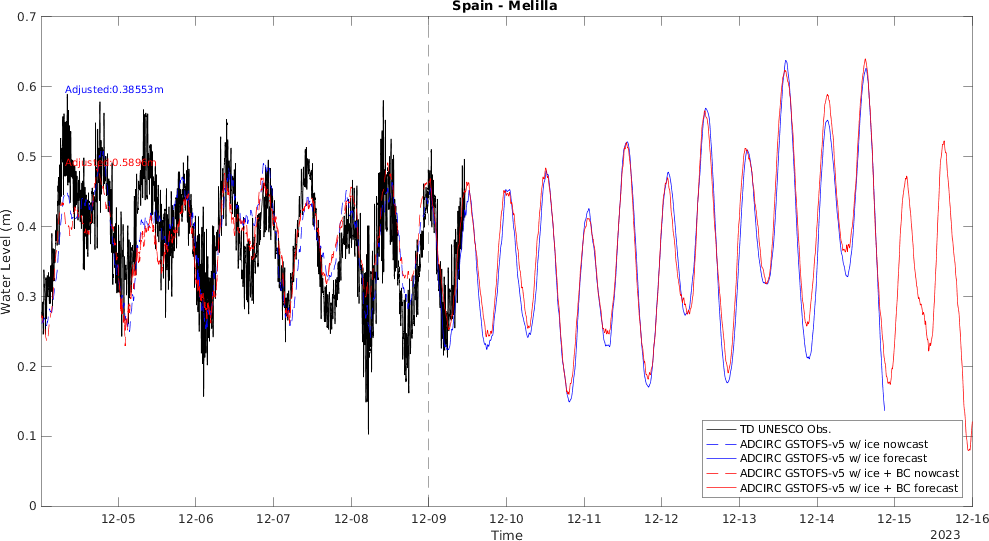 Spain - Melilla
0.7
0.6
0.5
0.4
0.3
0.2
0.1
0
Water Level (m)
Adjusted:0.38553m
TD UNESCO Obs.
ADCIRC GSTOFS-v5 w/ ice nowcast
ADCIRC GSTOFS-v5 w/ ice forecast
ADCIRC GSTOFS-v5 w/ ice + BC nowcast
ADCIRC GSTOFS-v5 w/ ice + BC forecast
12-05 12-06 12-07 12-08 12-09 12-10 12-11 12-12 12-13 12-14 12-15 12-16
Time
2023